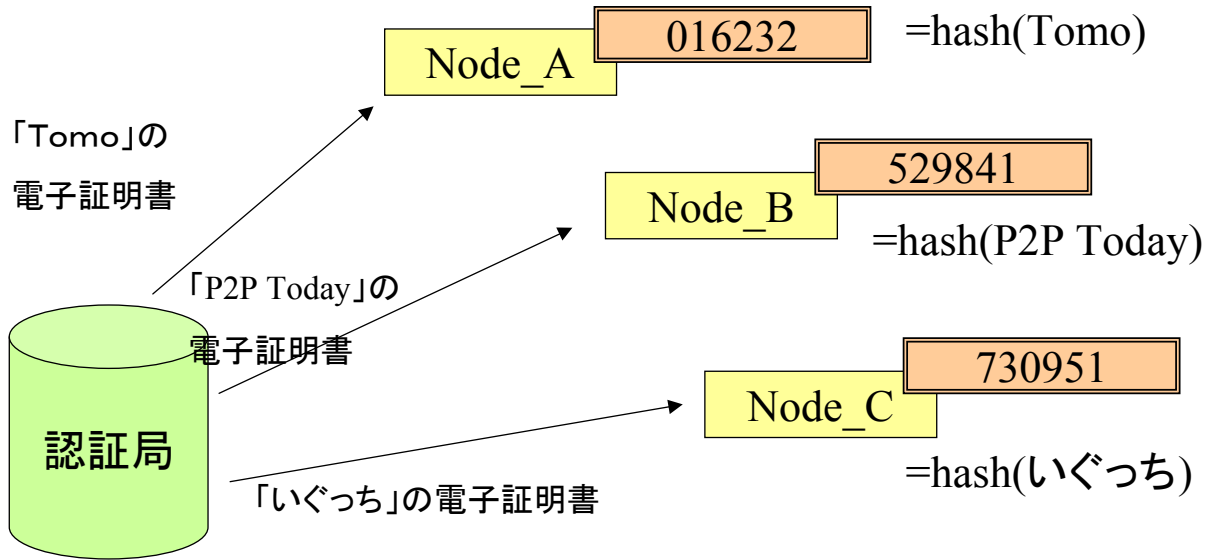 Node_A
016232
=hash(Tomo)
「Tomo」の
電子証明書
Node_B
529841
=hash(P2P Today)
「P2P Today」の
電子証明書
認証局
Node_C
730951
=hash(いぐっち)
「いぐっち」の電子証明書